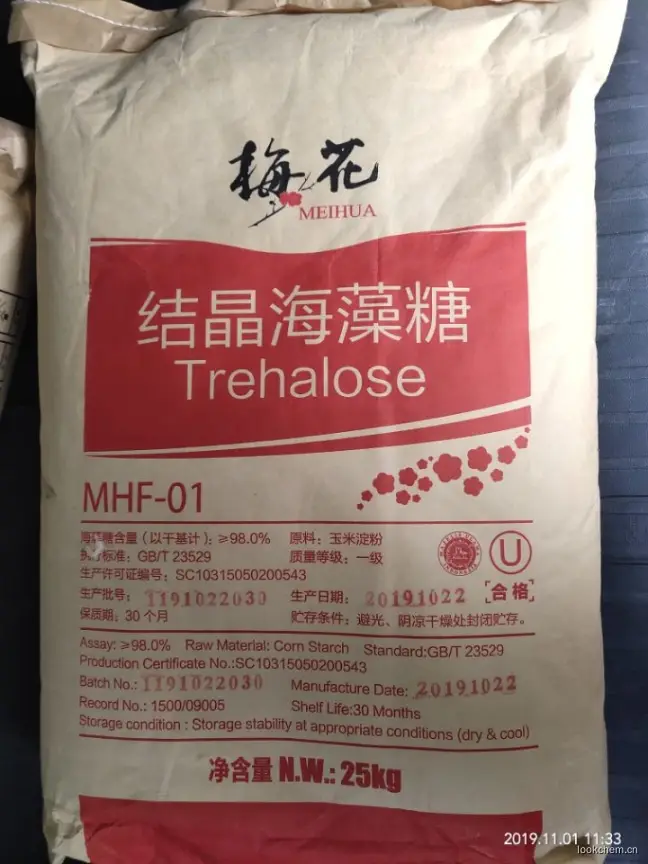 梅花
MEIHUA
结晶海藻糖
Trehalose
MHF-01
海藻糖含量（以干基计）：≥98.0% 原料：玉米淀粉
执行标准：GB/T 23529 质量等级：一级
生产许可证编号：SC10315050200543
U
生产批号：1191022030 生产日期：20191022
合格
保质期：30个月 贮存条件：避光、阴凉干燥处封闭贮存。
Assay: ≥98.0% Raw Material: Corn Starch Standard:GB/T 23529
Production Certificate No.:SC10315050200543
Batch No.: 1191022030 Manufacture Date: 20191022
Record No.: 1500/09005 Shelf Life:30 Months
Storage condition : Storage stability at appropriate conditions (dry & cool)
净含量 N.W.: 25kg
2019.11.01 11:33
lookchem.cn